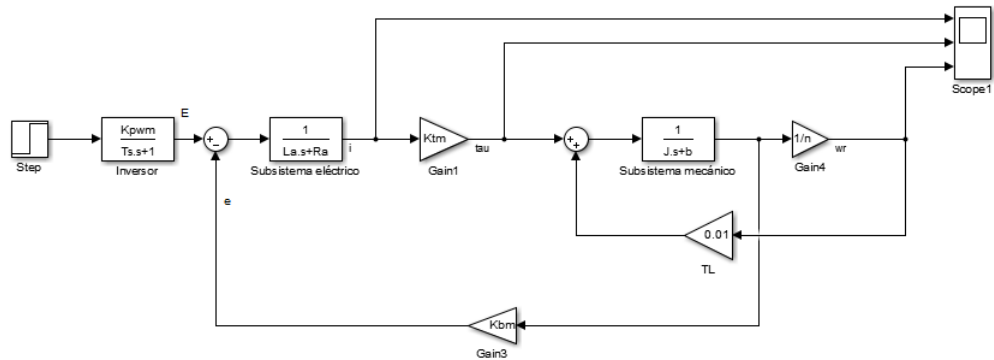 Step
Kpwm
Ts.s+1
Inversor
E
+
-
1
La.s+Ra
Subsistema eléctrico
i
Ktm
Gain1
tau
+
+
1
J.s+b
Subsistema mecánico
1/n
Gain4
wr
Scope1
e
0.01
TL
Kbm
Gain3